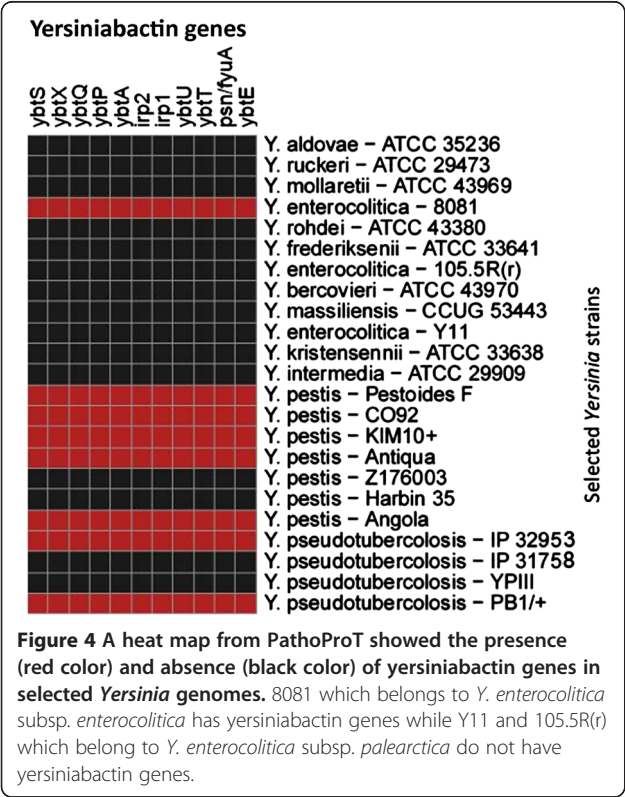 Yersiniabactin genes
ybtS
ybtX
ybtQ
ybtP
ybtA
irp2
irp1
ybtU
ybtT
psn/fyuA
ybtE
Y. aldovae – ATCC 35236
Y. ruckeri – ATCC 29473
Y. mollaretii – ATCC 43969
Y. enterocolitica – 8081
Y. rohdei – ATCC 43380
Y. frederiksenii – ATCC 33641
Y. enterocolitica – 105.5R(r)
Y. bercovieri – ATCC 43970
Y. massiliensis – CCUG 53443
Y. enterocolitica – Y11
Y. kristensennii – ATCC 33638
Y. intermedia – ATCC 29909
Y. pestis – Pestoides F
Y. pestis – CO92
Y. pestis – KIM10+
Y. pestis – Antiqua
Y. pestis – Z176003
Y. pestis – Harbin 35
Y. pestis – Angola
Y. pseudotubercolosis – IP 32953
Y. pseudotubercolosis – IP 31758
Y. pseudotubercolosis – YPIII
Y. pseudotubercolosis – PB1/+
Selected Yersinia strains
Figure 4 A heat map from PathoProT showed the presence
(red color) and absence (black color) of yersiniabactin genes in
selected Yersinia genomes. 8081 which belongs to Y. enterocolitica
subsp. enterocolitica has yersiniabactin genes while Y11 and 105.5R(r)
which belong to Y. enterocolitica subsp. palearctica do not have
yersiniabactin genes.